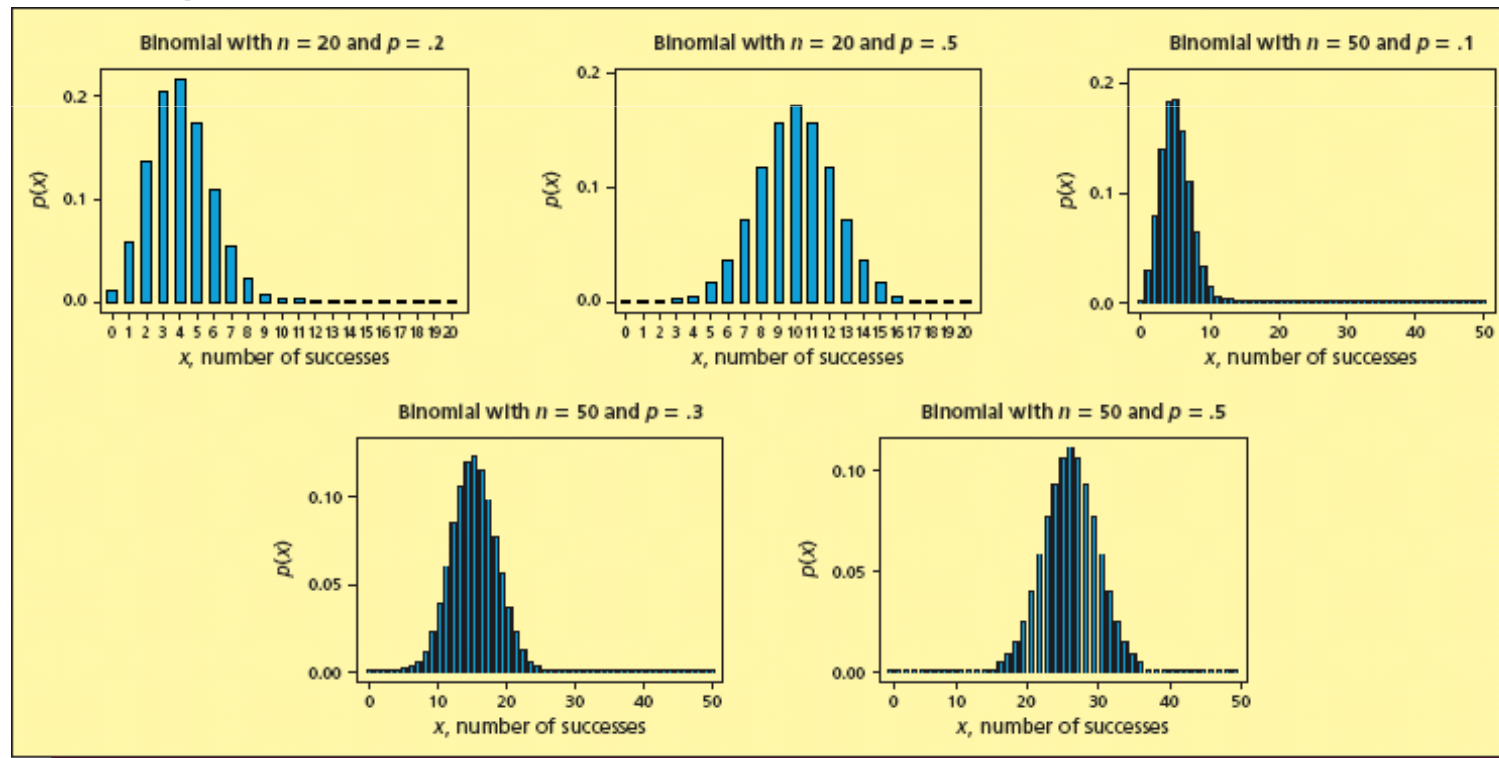 Binomial with n = 20 and p = .2
0.2
0.1
0.0
p(x)
0 1 2 3 4 5 6 7 8 9 10 11 12 13 14 15 16 17 18 19 20
x, number of successes
Binomial with n = 20 and p = .5
0.2
0.1
0.0
p(x)
0 1 2 3 4 5 6 7 8 9 10 11 12 13 14 15 16 17 18 19 20
x, number of successes
Binomial with n = 50 and p = .1
0.2
0.1
0.0
p(x)
0 10 20 30 40 50
x, number of successes
Binomial with n = 50 and p = .3
0.10
0.05
0.00
p(x)
0 10 20 30 40 50
x, number of successes
Binomial with n = 50 and p = .5
0.10
0.05
0.00
p(x)
0 10 20 30 40 50
x, number of successes